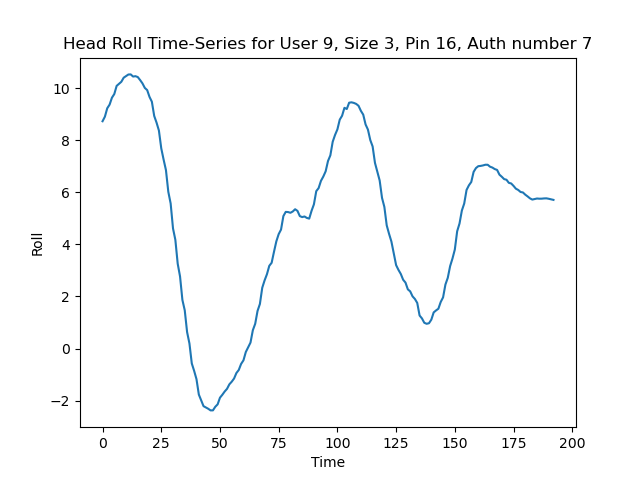 Head Roll Time-Series for User 9, Size 3, Pin 16, Auth number 7
10
8
6
4
2
0
−2
Roll
0 25 50 75 100 125 150 175 200
Time